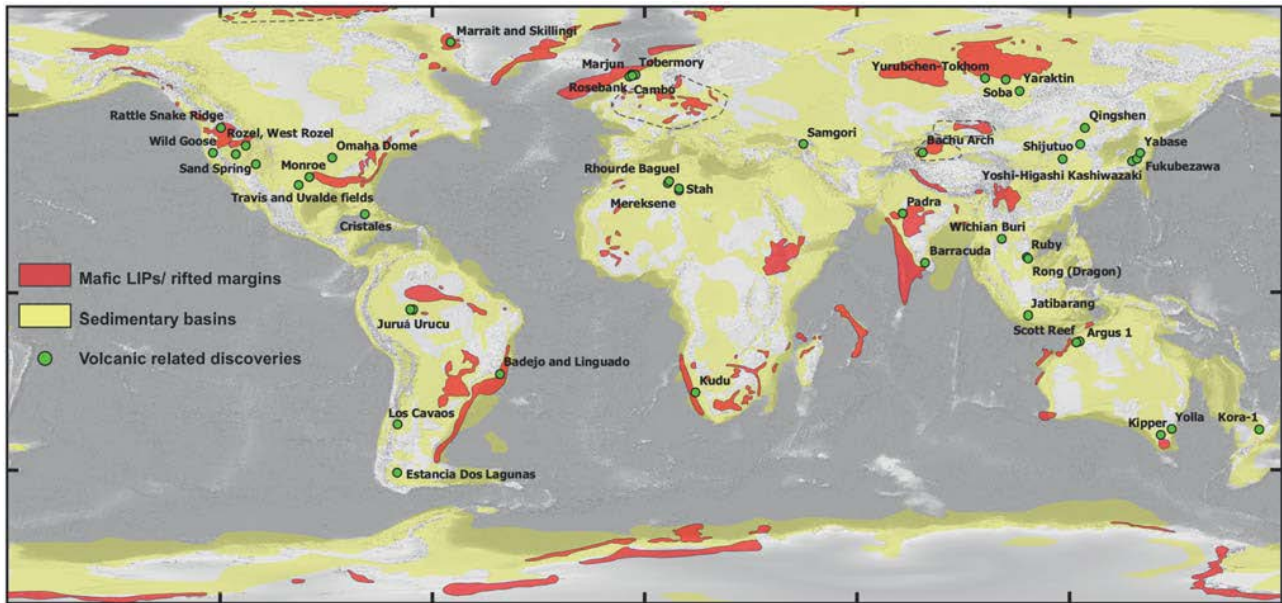 Marrait and Skillingi
Marjun
Tobermory
Rosebank
Cambo
Yurubchen-Tokhom
Yaraktin
Soba
Rattle Snake Ridge
Rozel, West Rozel
Wild Goose
Omaha Dome
Sand Spring
Monroe
Travis and Uvalde fields
Cristales
Samgori
Bachu Arch
Qingshen
Shijutuo
Yabase
Fukubezawa
Yoshi-Higashi Kashiwazaki
Rhourde Baguel
Stah
Mereksene
Padra
Wichian Buri
Barracuda
Ruby
Rong (Dragon)
Jatibarang
Scott Reef
Argus 1
Mafic LIPs/ rifted margins
Sedimentary basins
Volcanic related discoveries
Juruá Urucu
Badejo and Linguado
Los Cavaos
Estancia Dos Lagunas
Kudu
Kipper
Yolla
Kora-1